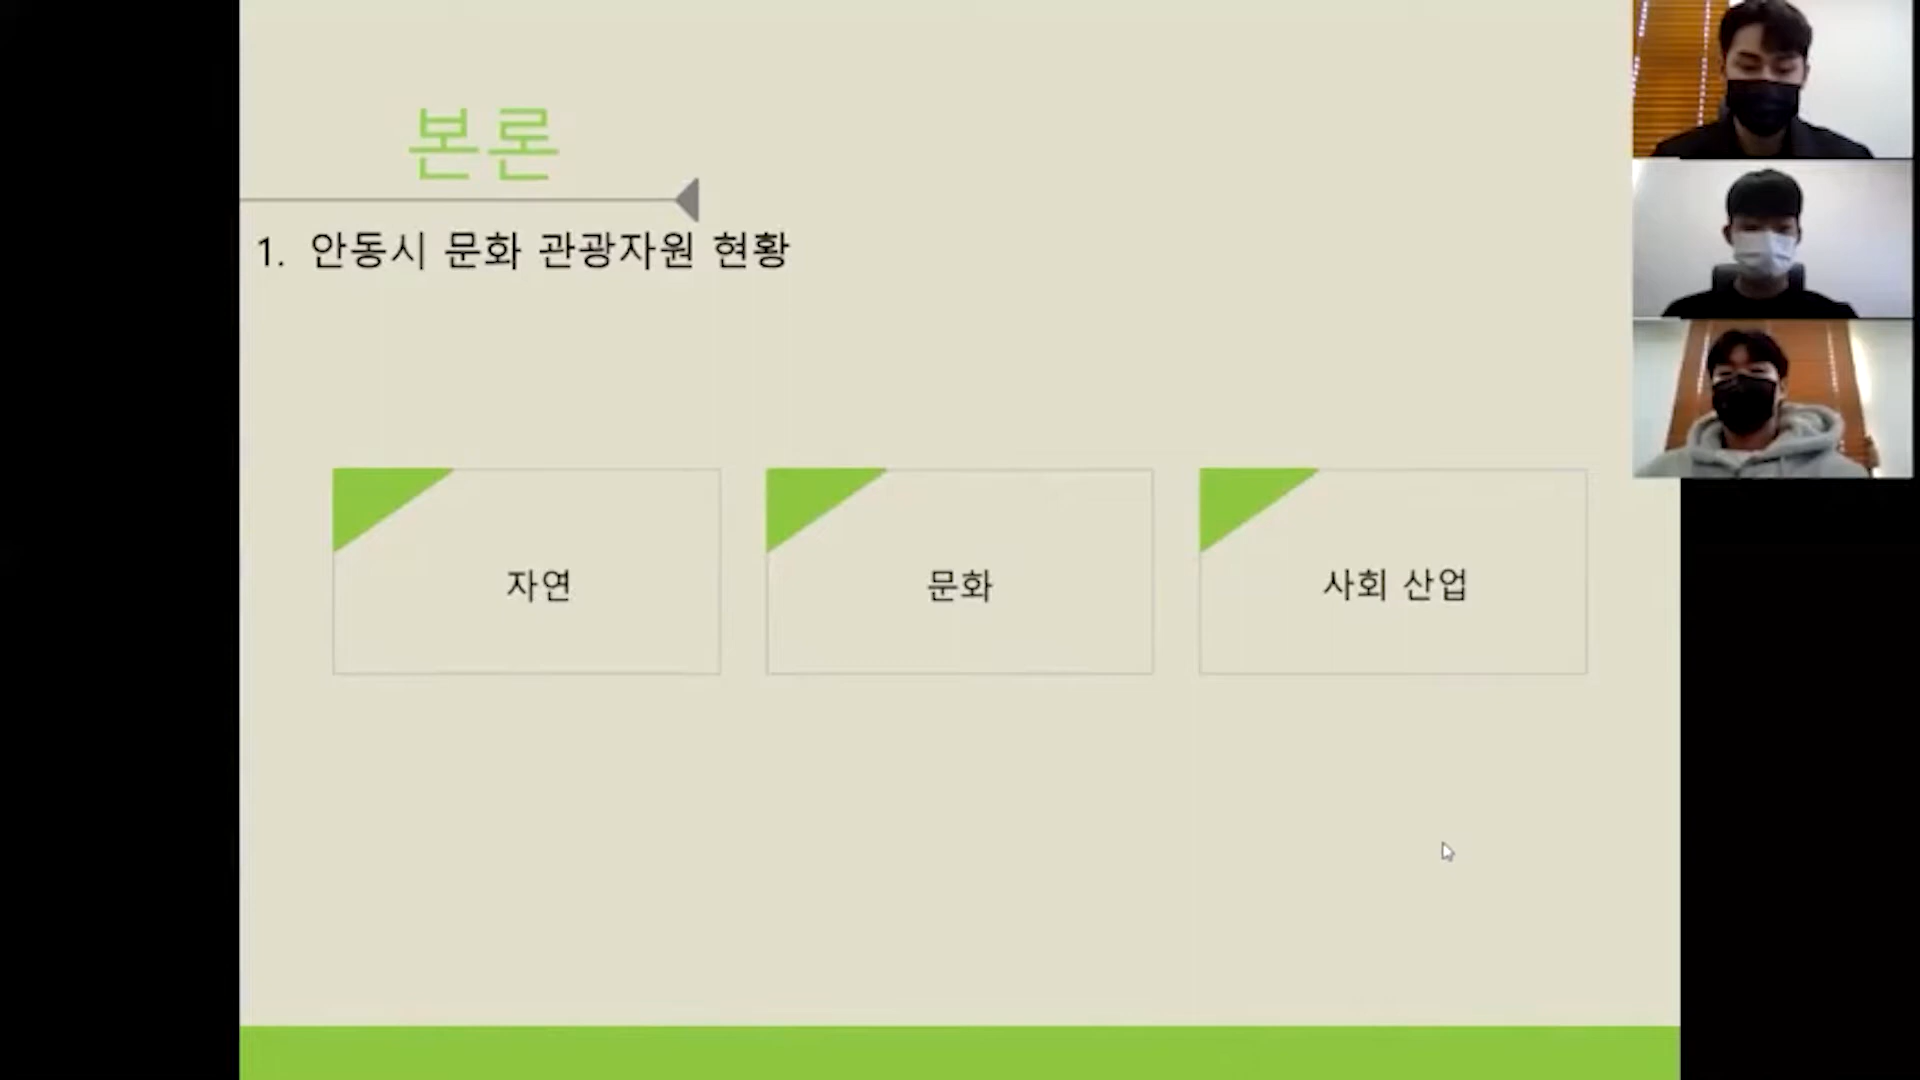 본론
1. 안동시 문화 관광자원 현황
자연
문화
사회 산업